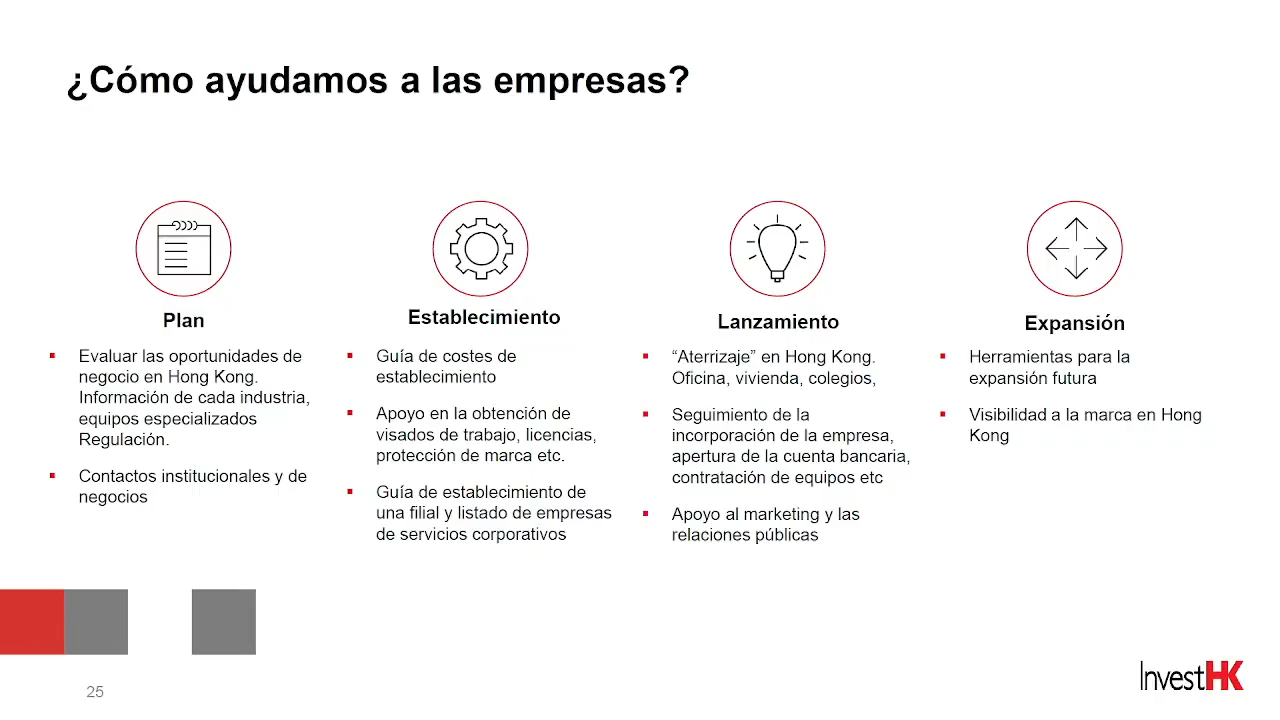 ¿Cómo ayudamos a las empresas?
Plan
Evaluar las oportunidades de
negocio en Hong Kong.
Información de cada industria,
equipos especializados
Regulación.
Contactos institucionales y de
negocios
Establecimiento
Guía de costes de
establecimiento
Apoyo en la obtención de
visados de trabajo, licencias,
protección de marca etc.
Guía de establecimiento de
una filial y listado de empresas
de servicios corporativos
Lanzamiento
“Aterrizaje” en Hong Kong.
Oficina, vivienda, colegios,
Seguimiento de la
incorporación de la empresa,
apertura de la cuenta bancaria,
contratación de equipos etc
Apoyo al marketing y las
relaciones públicas
Expansión
Herramientas para la
expansión futura
Visibilidad a la marca en Hong
Kong
25
InvestHK